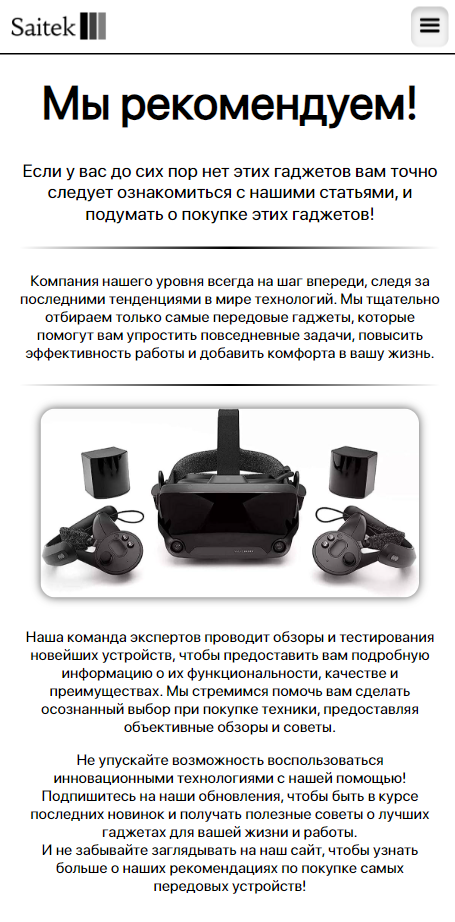 Saitek
Мы рекомендуем!
Если у вас до сих пор нет этих гаджетов вам точно
следует ознакомиться с нашими статьями, и
подумать о покупке этих гаджетов!
Компания нашего уровня всегда на шаг впереди, следя за
последними тенденциями в мире технологий. Мы тщательно
отбираем только самые передовые гаджеты, которые
помогут вам упростить повседневные задачи, повысить
эффективность работы и добавить комфорта в вашу жизнь.
Наша команда экспертов проводит обзоры и тестирования
новейших устройств, чтобы предоставить вам подробную
информацию о их функциональности, качестве и
преимуществах. Мы стремимся помочь вам сделать
осознанный выбор при покупке техники, предоставляя
объективные обзоры и советы.
Не упускайте возможность воспользоваться
инновационными технологиями с нашей помощью!
Подпишитесь на наши обновления, чтобы быть в курсе
последних новинок и получать полезные советы о лучших
гаджетах для вашей жизни и работы.
И не забывайте заглядывать на наш сайт, чтобы узнать
больше о наших рекомендациях по покупке самых
передовых устройств!